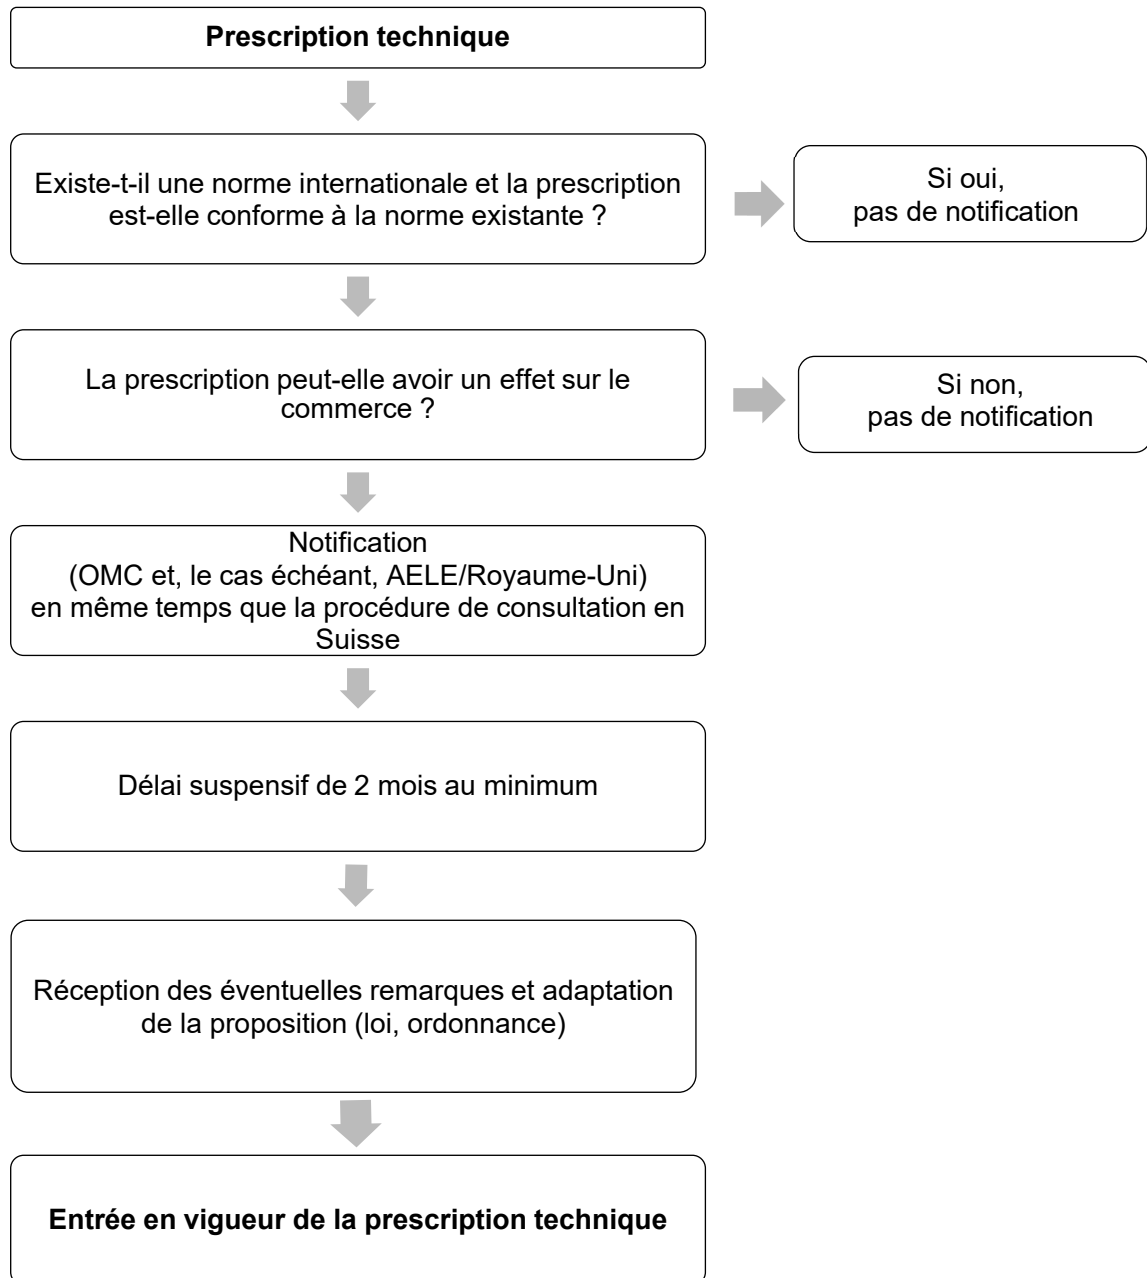 Prescription technique
Existe-t-il une norme internationale et la prescription
est-elle conforme à la norme existante ?
Si oui,
pas de notification
La prescription peut-elle avoir un effet sur le
commerce ?
Si non,
pas de notification
Notification
(OMC et, le cas échéant, AELE/Royaume-Uni)
en même temps que la procédure de consultation en
Suisse
Délai suspensif de 2 mois au minimum
Réception des éventuelles remarques et adaptation
de la proposition (loi, ordonnance)
Entrée en vigueur de la prescription technique